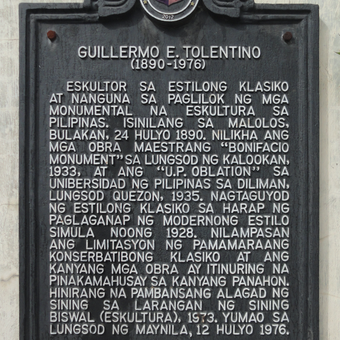 2012
GUILLERMO E. TOLENTINO
(1890-1976)
ESKULTOR SA ESTILONG KLASIKO
AT NANGUNA SA PAGLILOK NG MGA
MONUMENTAL NA ESKULTURA SA
PILIPINAS. ISINILANG SA MALOLOS,
BULAKAN, 24 HULYO 1890. NILIKHA ANG
MGA OBRA MAESTRANG “BONIFACIO
MONUMENT” SA LUNGSOD NG KALOOKAN,
1933, AT ANG “U.P. OBLATION” SA
UNIBERSIDAD NG PILIPINAS SA DILIMAN,
LUNGSOD QUEZON, 1935. NAGTAGUYOD
NG ESTILONG KLASIKO SA HARAP NG
PAGLAGANAP NG MODERNONG ESTILO
SIMULA NOONG 1928. NILAMPASAN
ANG LIMITASYON NG PAMAMARAANG
KONSERBATIBONG KLASIKO AT ANG
KANYANG MGA OBRA AY ITINURING NA
PINAKAMAHUSAY SA KANYANG PANAHON.
HINIRANG NA PAMBANSANG ALAGAD NG
SINING SA LARANGAN NG SINING
BISWAL (ESKULTURA), 1973. YUMAO SA
LUNGSOD NG MAYNILA, 12 HULYO 1976.